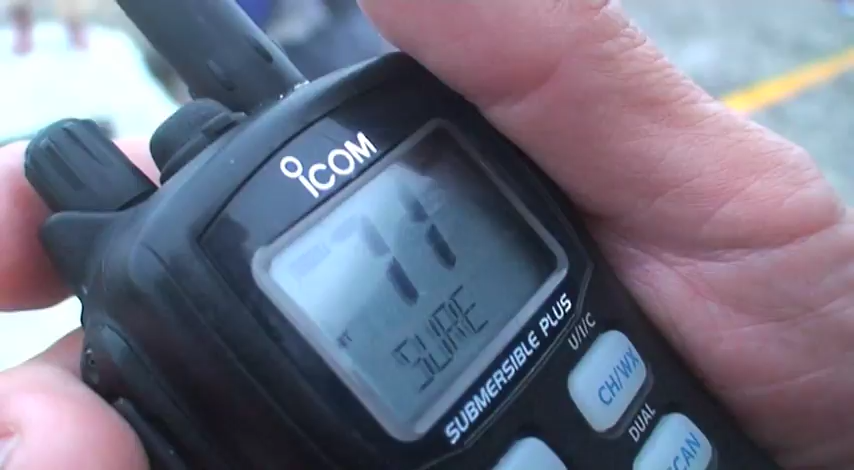 ICOM
71
SURE
SUBMERSIBLE PLUS
U/I/C
CH/WX
DUAL
SCAN